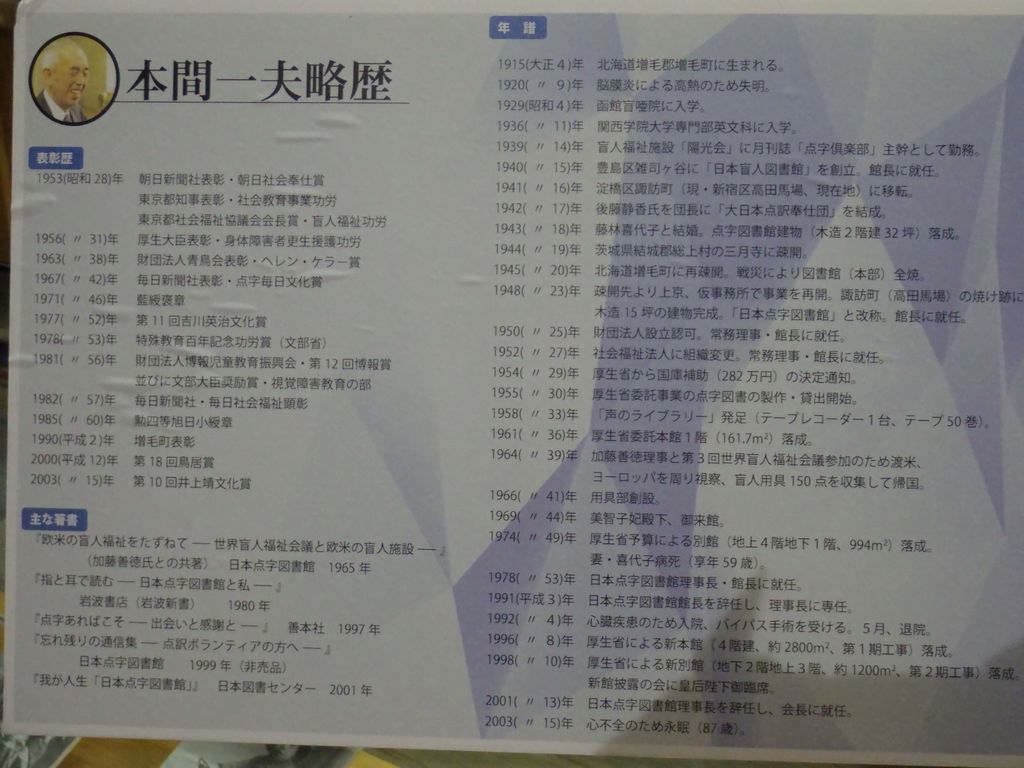 本間一夫略歴
表彰歴
1953(昭和28)年 朝日新聞社表彰・朝日社会奉仕賞
東京都知事表彰・社会教育事業功労
東京都社会福祉協議会会長賞・盲人福祉功労
1956( 〃 31)年 厚生大臣表彰・身体障害者更生援護功労
1963( 〃 38)年 財団法人青鳥会表彰・ヘレン・ケラー賞
1967( 〃 42)年 毎日新聞社表彰・点字毎日文化賞
1971( 〃 46)年 藍綬褒章
1977( 〃 52)年 第11回吉川英治文化賞
1978( 〃 53)年 特殊教育百年記念功労賞（文部省）
1981( 〃 56)年 財団法人博報児童教育振興会・第12回博報賞
並びに文部大臣奨励賞・視覚障害教育の部
1982( 〃 57)年 毎日新聞社・毎日社会福祉顕彰
1985( 〃 60)年 勲四等旭日小綬章
1990(平成2)年 増毛町表彰
2000(平成12)年 第18回鳥居賞
2003( 〃 15)年 第10回井上靖文化賞
主な著書
『欧米の盲人福祉をたずねて ― 世界盲人福祉会議と欧米の盲人施設 ― 』
（加藤善徳氏との共著） 日本点字図書館 1965年
『指と耳で読む ― 日本点字図書館と私 ― 』
岩波書店（岩波新書） 1980年
『点字あればこそ ― 出会いと感謝と ― 』 善本社 1997年
『忘れ残りの通信集 ― 点訳ボランティアの方へ ― 』
日本点字図書館 1999年（非売品）
『我が人生「日本点字図書館」』 日本図書センター 2001年
年譜
1915(大正4)年 北海道増毛郡増毛町に生まれる。
1920( 〃 9)年 脳膜炎による高熱のため失明。
1929(昭和4)年 函館盲唖院に入学。
1936( 〃 11)年 関西学院大学専門部英文科に入学。
1939( 〃 14)年 盲人福祉施設「陽光会」に月刊誌「点字倶楽部」主幹として勤務。
1940( 〃 15)年 豊島区雑司ヶ谷に「日本盲人図書館」を創立。館長に就任。
1941( 〃 16)年 淀橋区諏訪町（現・新宿区高田馬場、現在地）に移転。
1942( 〃 17)年 後藤静香氏を団長に「大日本点訳奉仕団」を結成。
1943( 〃 18)年 藤林喜代子と結婚。点字図書館建物（木造2階建32坪）落成。
1944( 〃 19)年 茨城県結城郡総上村の三月寺に疎開。
1945( 〃 20)年 北海道増毛町に再疎開。戦災により図書館（本部）全焼。
1948( 〃 23)年 疎開先より上京、仮事務所で事業を再開。諏訪町（高田馬場）の焼け跡に
木造15坪の建物完成。「日本点字図書館」と改称。館長に就任。
1950( 〃 25)年 財団法人設立認可。常務理事・館長に就任。
1952( 〃 27)年 社会福祉法人に組織変更。常務理事・館長に就任。
1954( 〃 29)年 厚生省から国庫補助（282万円）の決定通知。
1955( 〃 30)年 厚生省委託事業の点字図書の製作・貸出開始。
1958( 〃 33)年 「声のライブラリー」発足（テープレコーダー1台、テープ50巻）。
1961( 〃 36)年 厚生省委託本館1階（161.7m²）落成。
1964( 〃 39)年 加藤善徳理事と第3回世界盲人福祉会議参加のため渡米、
ヨーロッパを周り視察、盲人用具150点を収集して帰国。
1966( 〃 41)年 用具部創設。
1969( 〃 44)年 美智子妃殿下、御来館。
1974( 〃 49)年 厚生省予算による別館（地上4階地下1階、994m²）落成。
妻・喜代子病死（享年59歳）。
1978( 〃 53)年 日本点字図書館理事長・館長に就任。
1991(平成3)年 日本点字図書館館長を辞任し、理事長に専任。
1992( 〃 4)年 心臓疾患のため入院、バイパス手術を受ける。5月、退院。
1996( 〃 8)年 厚生省による新本館（4階建、約2800m²、第1期工事）落成。
1998( 〃 10)年 厚生省による新別館（地下2階地上3階、約1200m²、第2期工事）落成。
新館披露の会に皇后陛下御臨席。
2001( 〃 13)年 日本点字図書館理事長を辞任し、会長に就任。
2003( 〃 15)年 心不全のため永眠（87歳）。